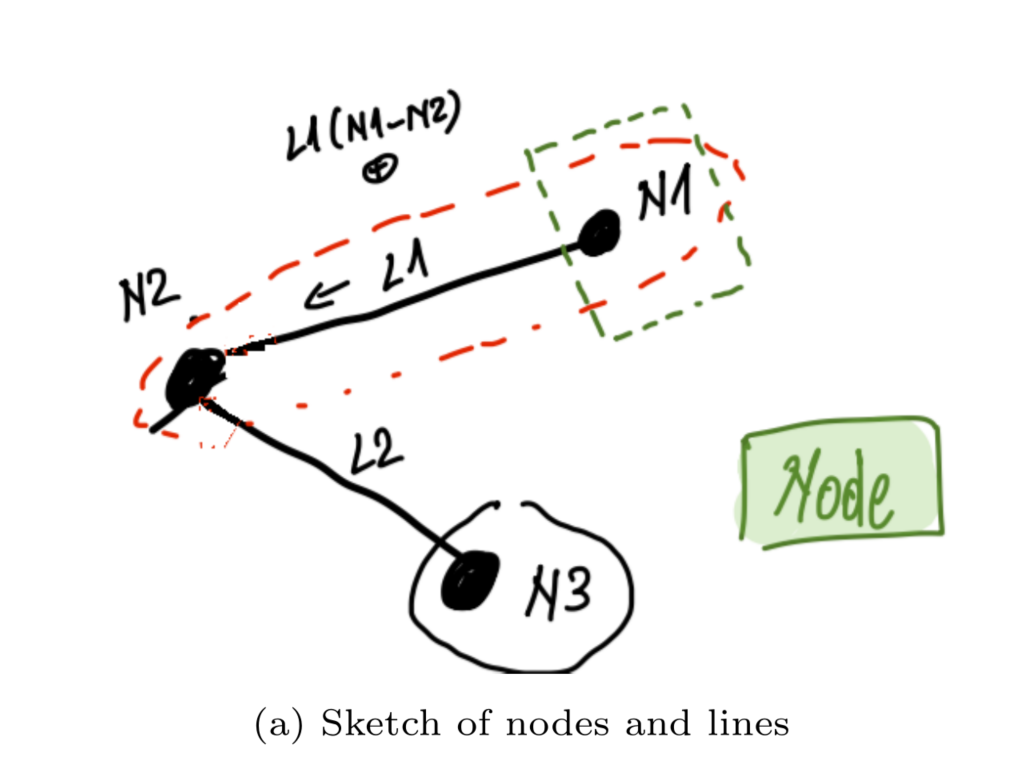 L1(N1-N2)
N1
L1
N2
L2
Node
N3
(a) Sketch of nodes and lines